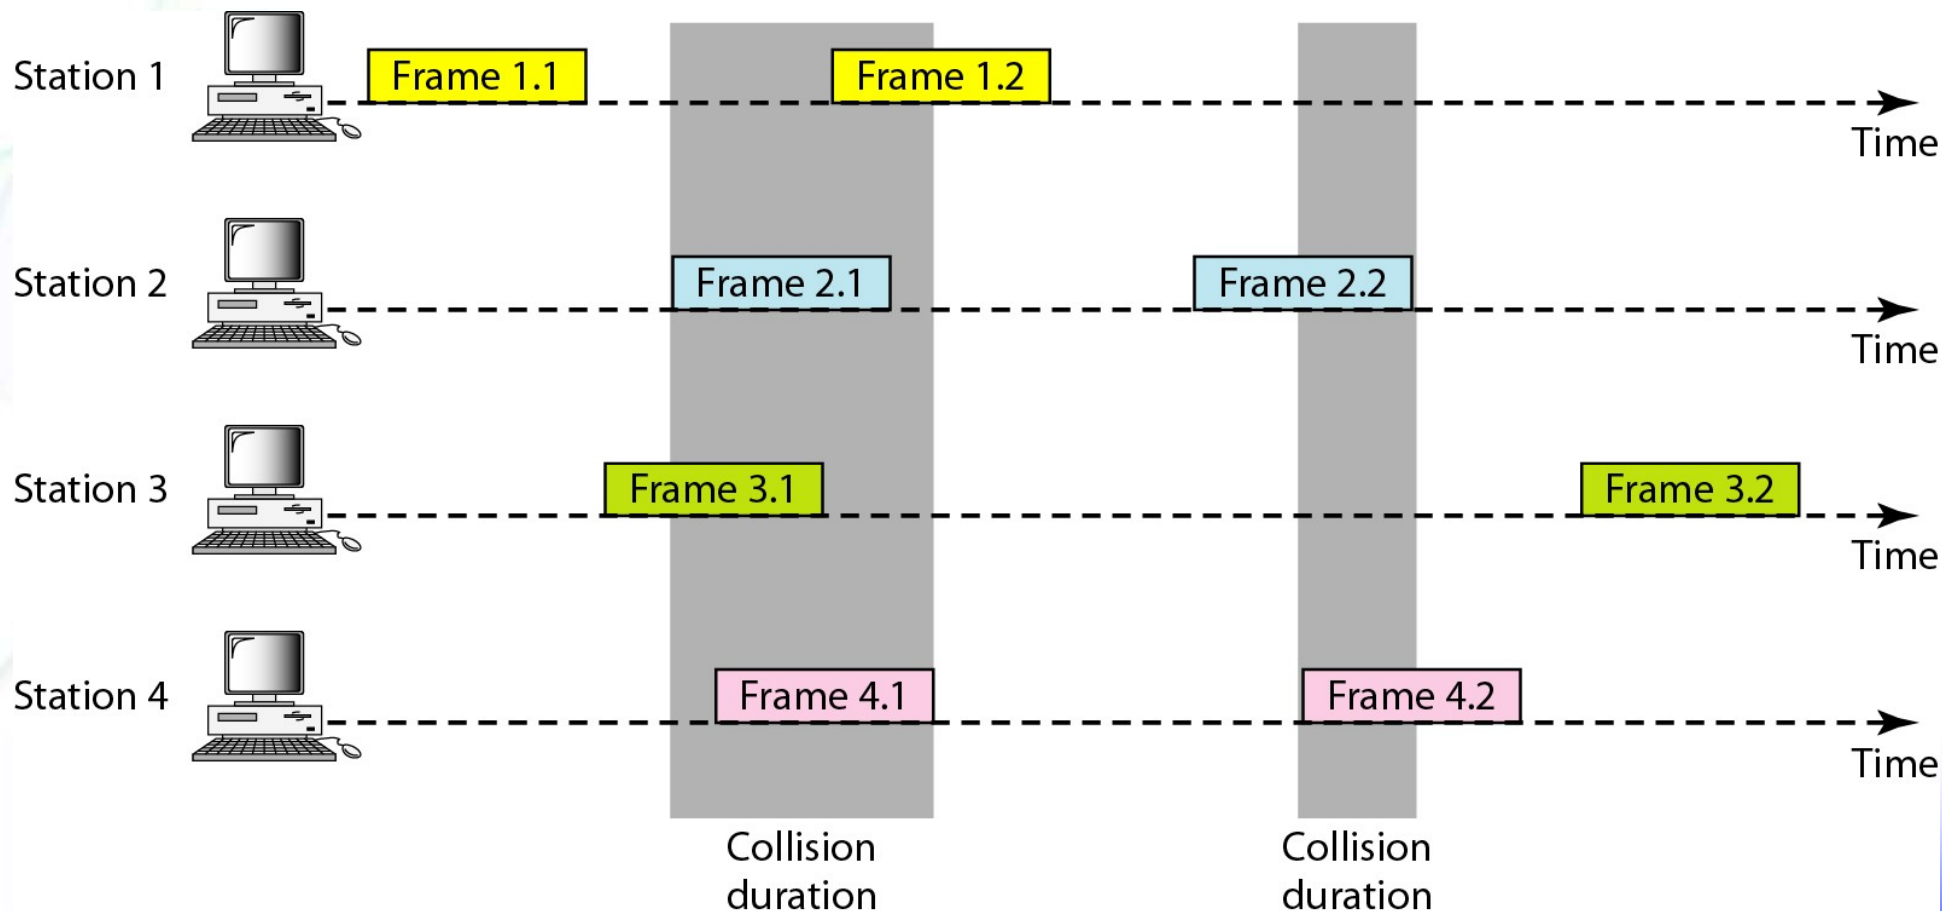 Station 1
Frame 1.1
Frame 1.2
Time
Station 2
Frame 2.1
Frame 2.2
Time
Station 3
Frame 3.1
Frame 3.2
Time
Station 4
Frame 4.1
Frame 4.2
Time
Collision
duration
Collision
duration